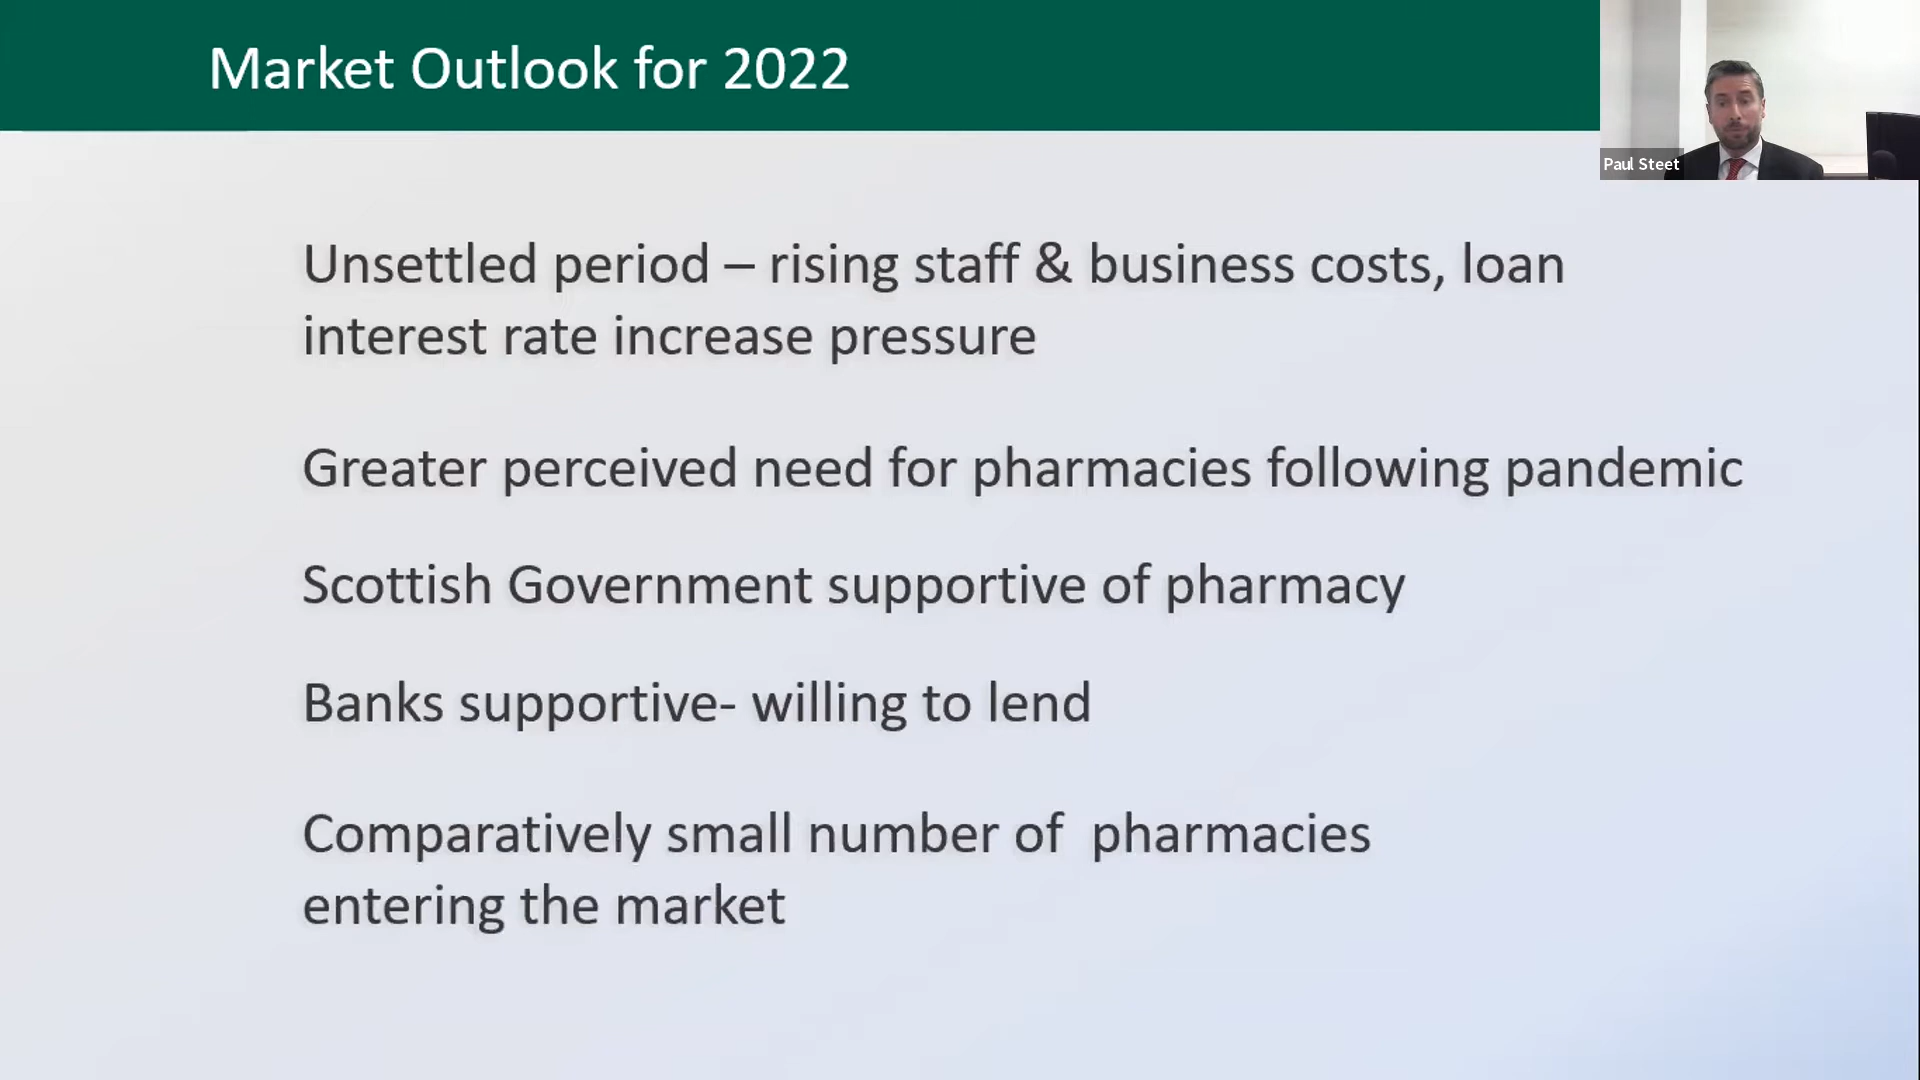 Market Outlook for 2022
Paul Steet
Unsettled period – rising staff & business costs, loan
interest rate increase pressure
Greater perceived need for pharmacies following pandemic
Scottish Government supportive of pharmacy
Banks supportive- willing to lend
Comparatively small number of  pharmacies
entering the market